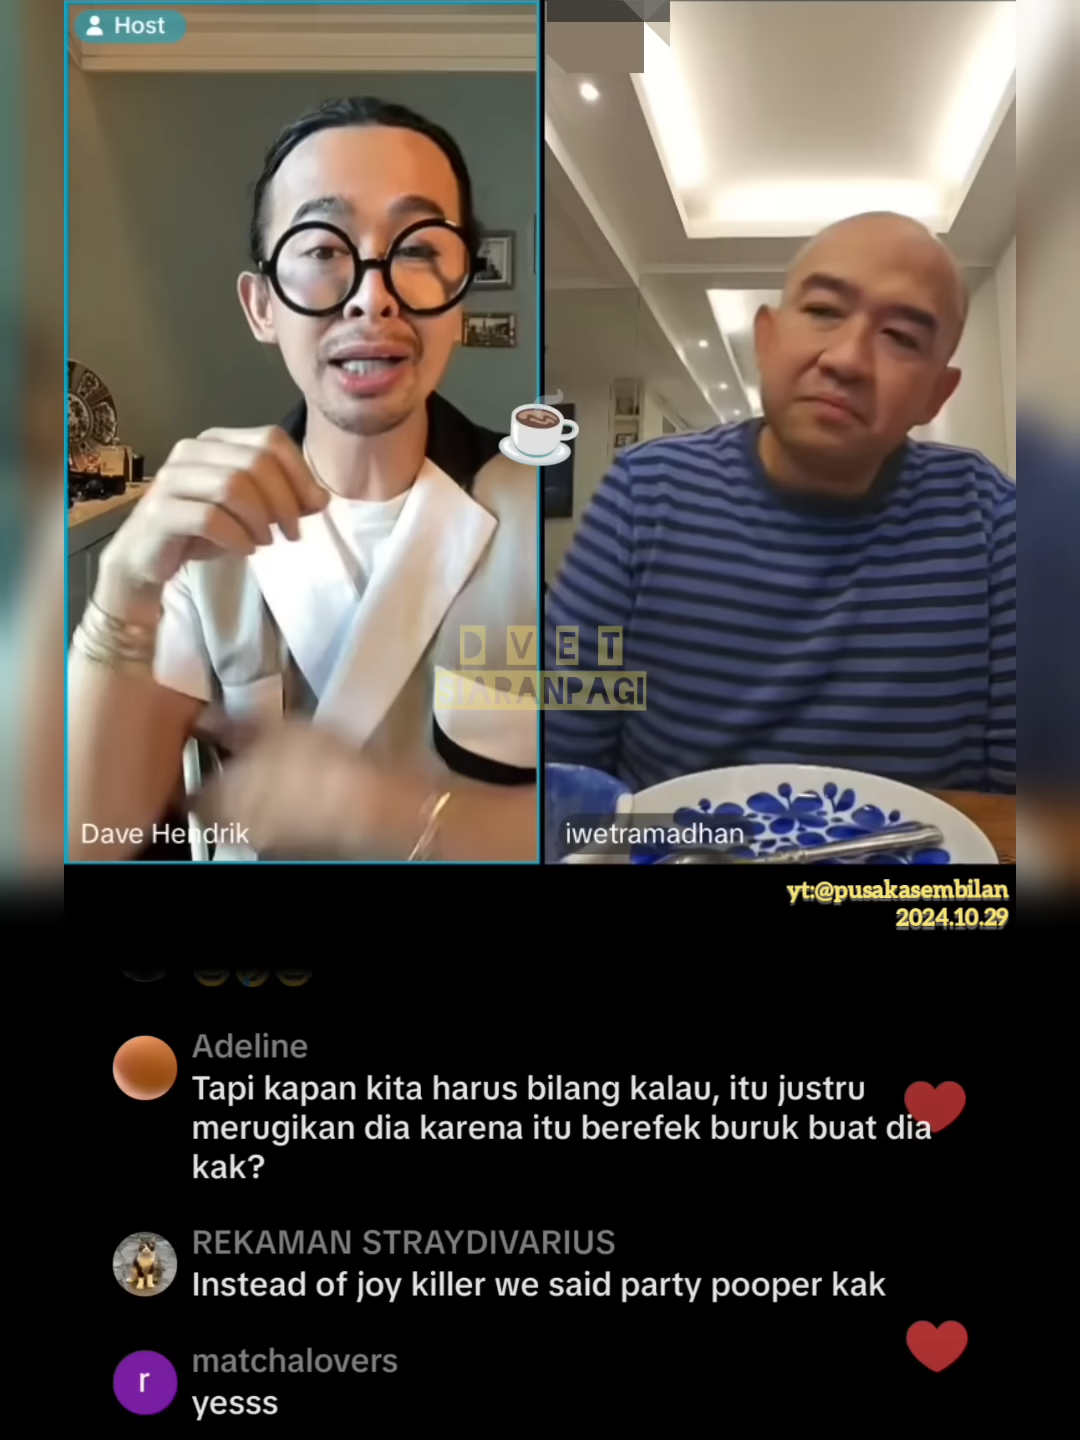 Host
Dave Hendrik
iwetramadhan
D V E T
SIARANPAGI
yt:@pusakasembilan
2024.10.29
Adeline
Tapi kapan kita harus bilang kalau, itu justru
merugikan dia karena itu berefek buruk buat dia
kak?
REKAMAN STRAYDIVARIUS
Instead of joy killer we said party pooper kak
r
matchalovers
yesss